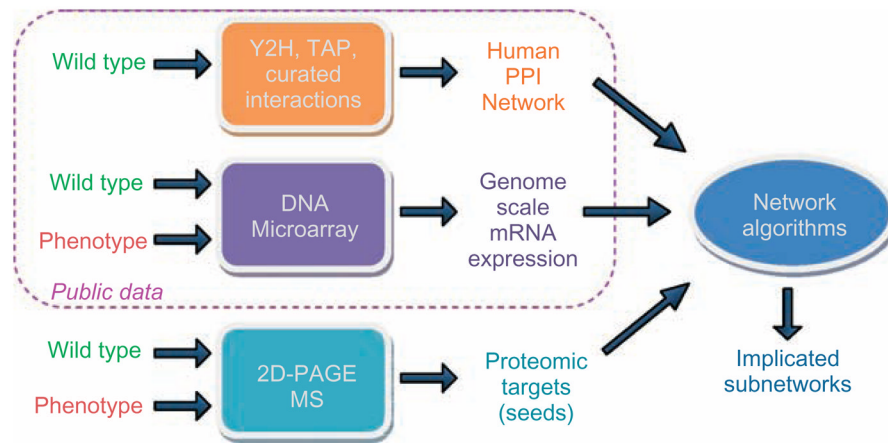 Wild type
Y2H, TAP,
curated
interactions
Human
PPI
Network
Wild type
Phenotype
DNA
Microarray
Genome
scale
mRNA
expression
Public data
Network
algorithms
Wild type
Phenotype
2D-PAGE
MS
Proteomic
targets
(seeds)
Implicated
subnetworks